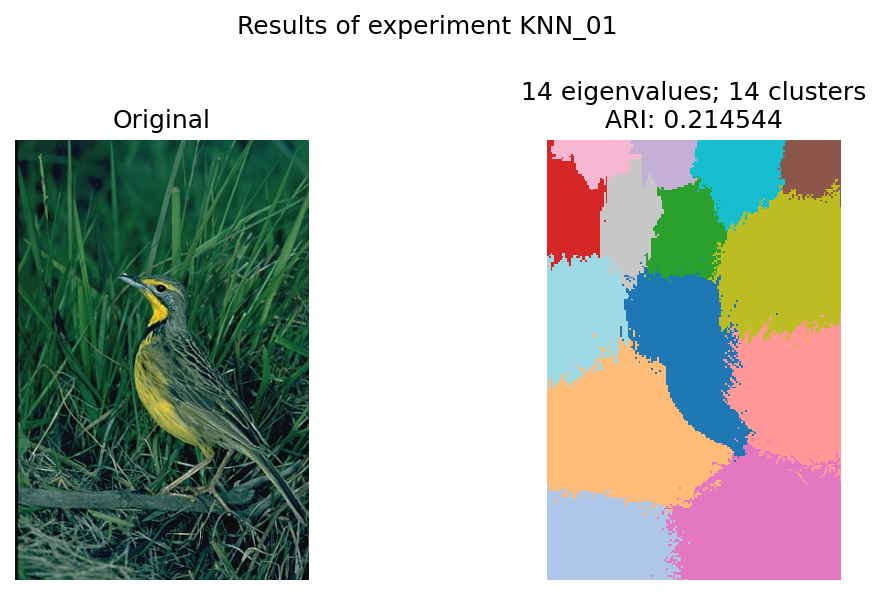 Results of experiment KNN_01
Original
14 eigenvalues; 14 clusters
ARI: 0.214544